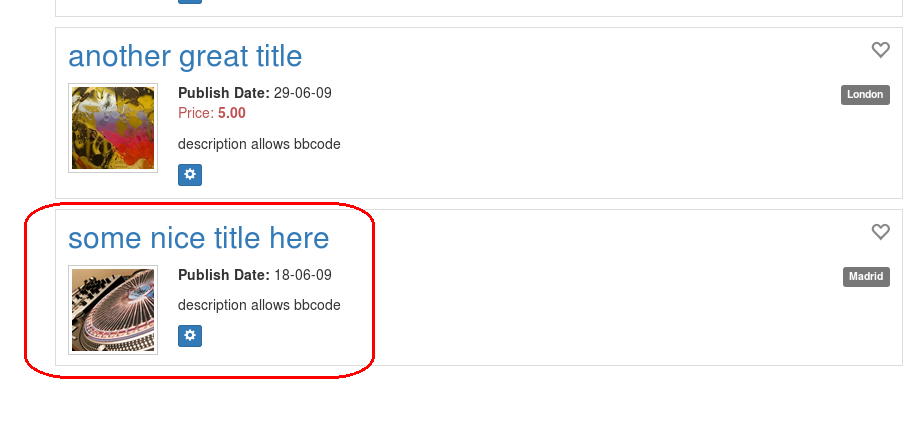 another great title
Publish Date: 29-06-09
London
Price: 5.00
description allows bbcode
some nice title here
Publish Date: 18-06-09
Madrid
description allows bbcode